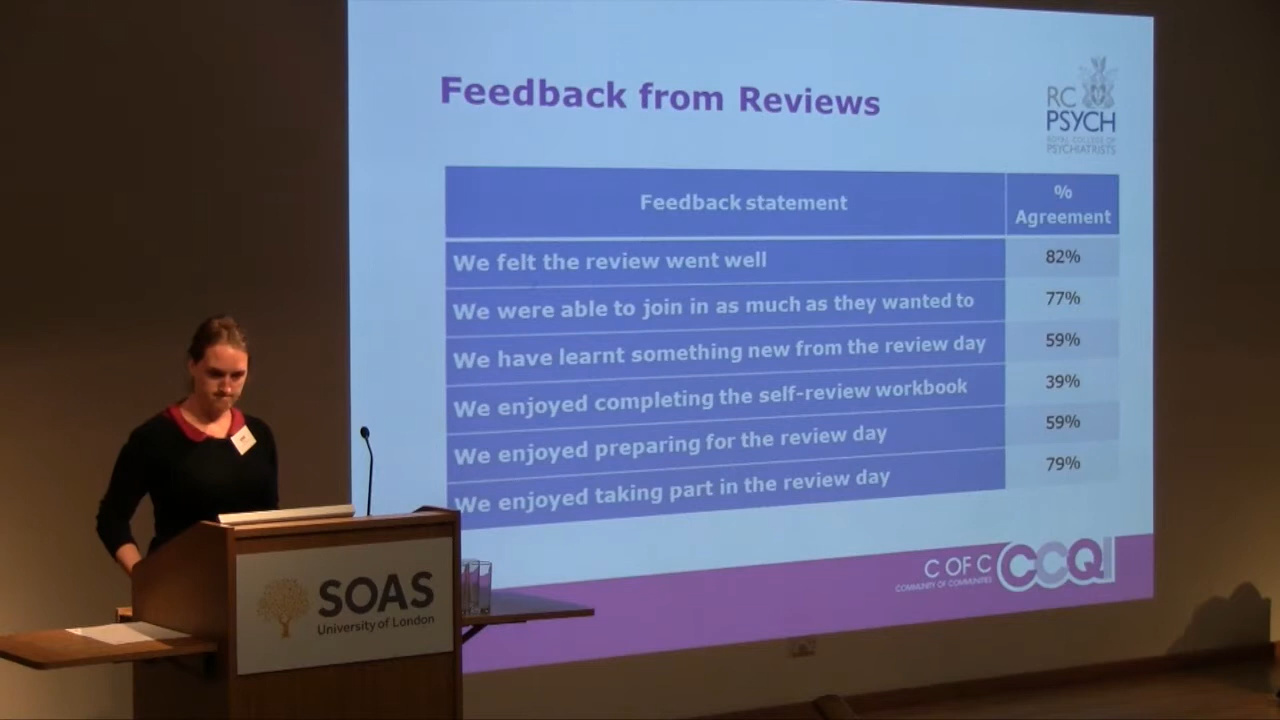 Feedback from Reviews
RC
PSYCH
ROYAL COLLEGE OF
PSYCHIATRISTS
Feedback statement
%
Agreement
We felt the review went well
82%
We were able to join in as much as they wanted to
77%
We have learnt something new from the review day
59%
We enjoyed completing the self-review workbook
39%
We enjoyed preparing for the review day
59%
We enjoyed taking part in the review day
79%
C OF C
COMMUNITY OF COMMUNITIES
CCQI
SOAS
University of London